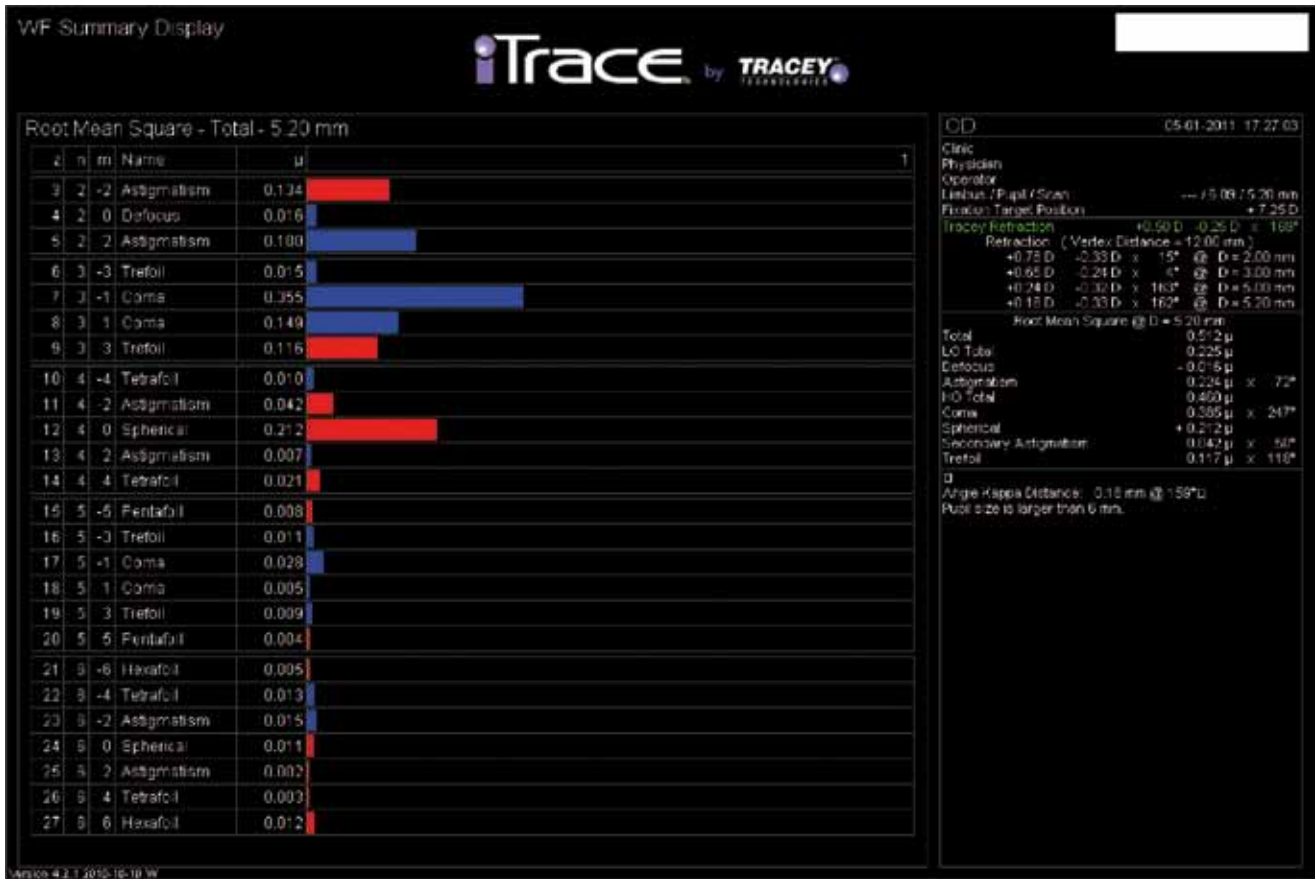 WF Summary Display
iTrace by TRACEY TECHNOLOGIES
Root Mean Square - Total - 5.20 mm
z n m Name µ 1
3 2 -2 Astigmatism 0.134
4 2 0 Defocus 0.016
5 2 2 Astigmatism 0.180
6 3 -3 Trefoil 0.015
7 3 -1 Coma 0.355
8 3 1 Coma 0.149
9 3 3 Trefoil 0.116
10 4 -4 Tetrafoil 0.010
11 4 -2 Astigmatism 0.042
12 4 0 Spherical 0.212
13 4 2 Astigmatism 0.007
14 4 4 Tetrafoil 0.021
15 5 -5 Pentafoil 0.008
16 5 -3 Trefoil 0.011
17 5 -1 Coma 0.028
18 5 1 Coma 0.005
19 5 3 Trefoil 0.009
20 5 5 Pentafoil 0.004
21 6 -6 Hexafoil 0.005
22 6 -4 Tetrafoil 0.013
23 6 -2 Astigmatism 0.015
24 6 0 Spherical 0.011
25 6 2 Astigmatism 0.002
26 6 4 Tetrafoil 0.003
27 6 6 Hexafoil 0.012
OD 05-01-2011 17:27:03
Clinic
Physician
Operator
Limbus / Pupil / Scan --- / 6.09 / 5.20 mm
Fixation Target Position + 7.25 D
Tracey Refraction +0.50 D -0.25 D x 169°
Refraction ( Vertex Distance = 12.00 mm )
+0.78 D -0.33 D x 15° @ D = 2.00 mm
+0.65 D -0.24 D x 4° @ D = 3.00 mm
+0.24 D -0.32 D x 163° @ D = 5.00 mm
+0.18 D -0.33 D x 162° @ D = 5.20 mm
Root Mean Square @ D = 5.20 mm
Total 0.512 µ
LO Total 0.225 µ
Defocus - 0.016 µ
Astigmatism 0.224 µ x 72°
HO Total 0.460 µ
Coma 0.385 µ x 247°
Spherical + 0.212 µ
Secondary Astigmatism 0.042 µ x 50°
Trefoil 0.117 µ x 118°
Angle Kappa Distance: 0.18 mm @ 159°
Pupil size is larger than 6 mm.
Version 4.2.1 2010-10-10 W